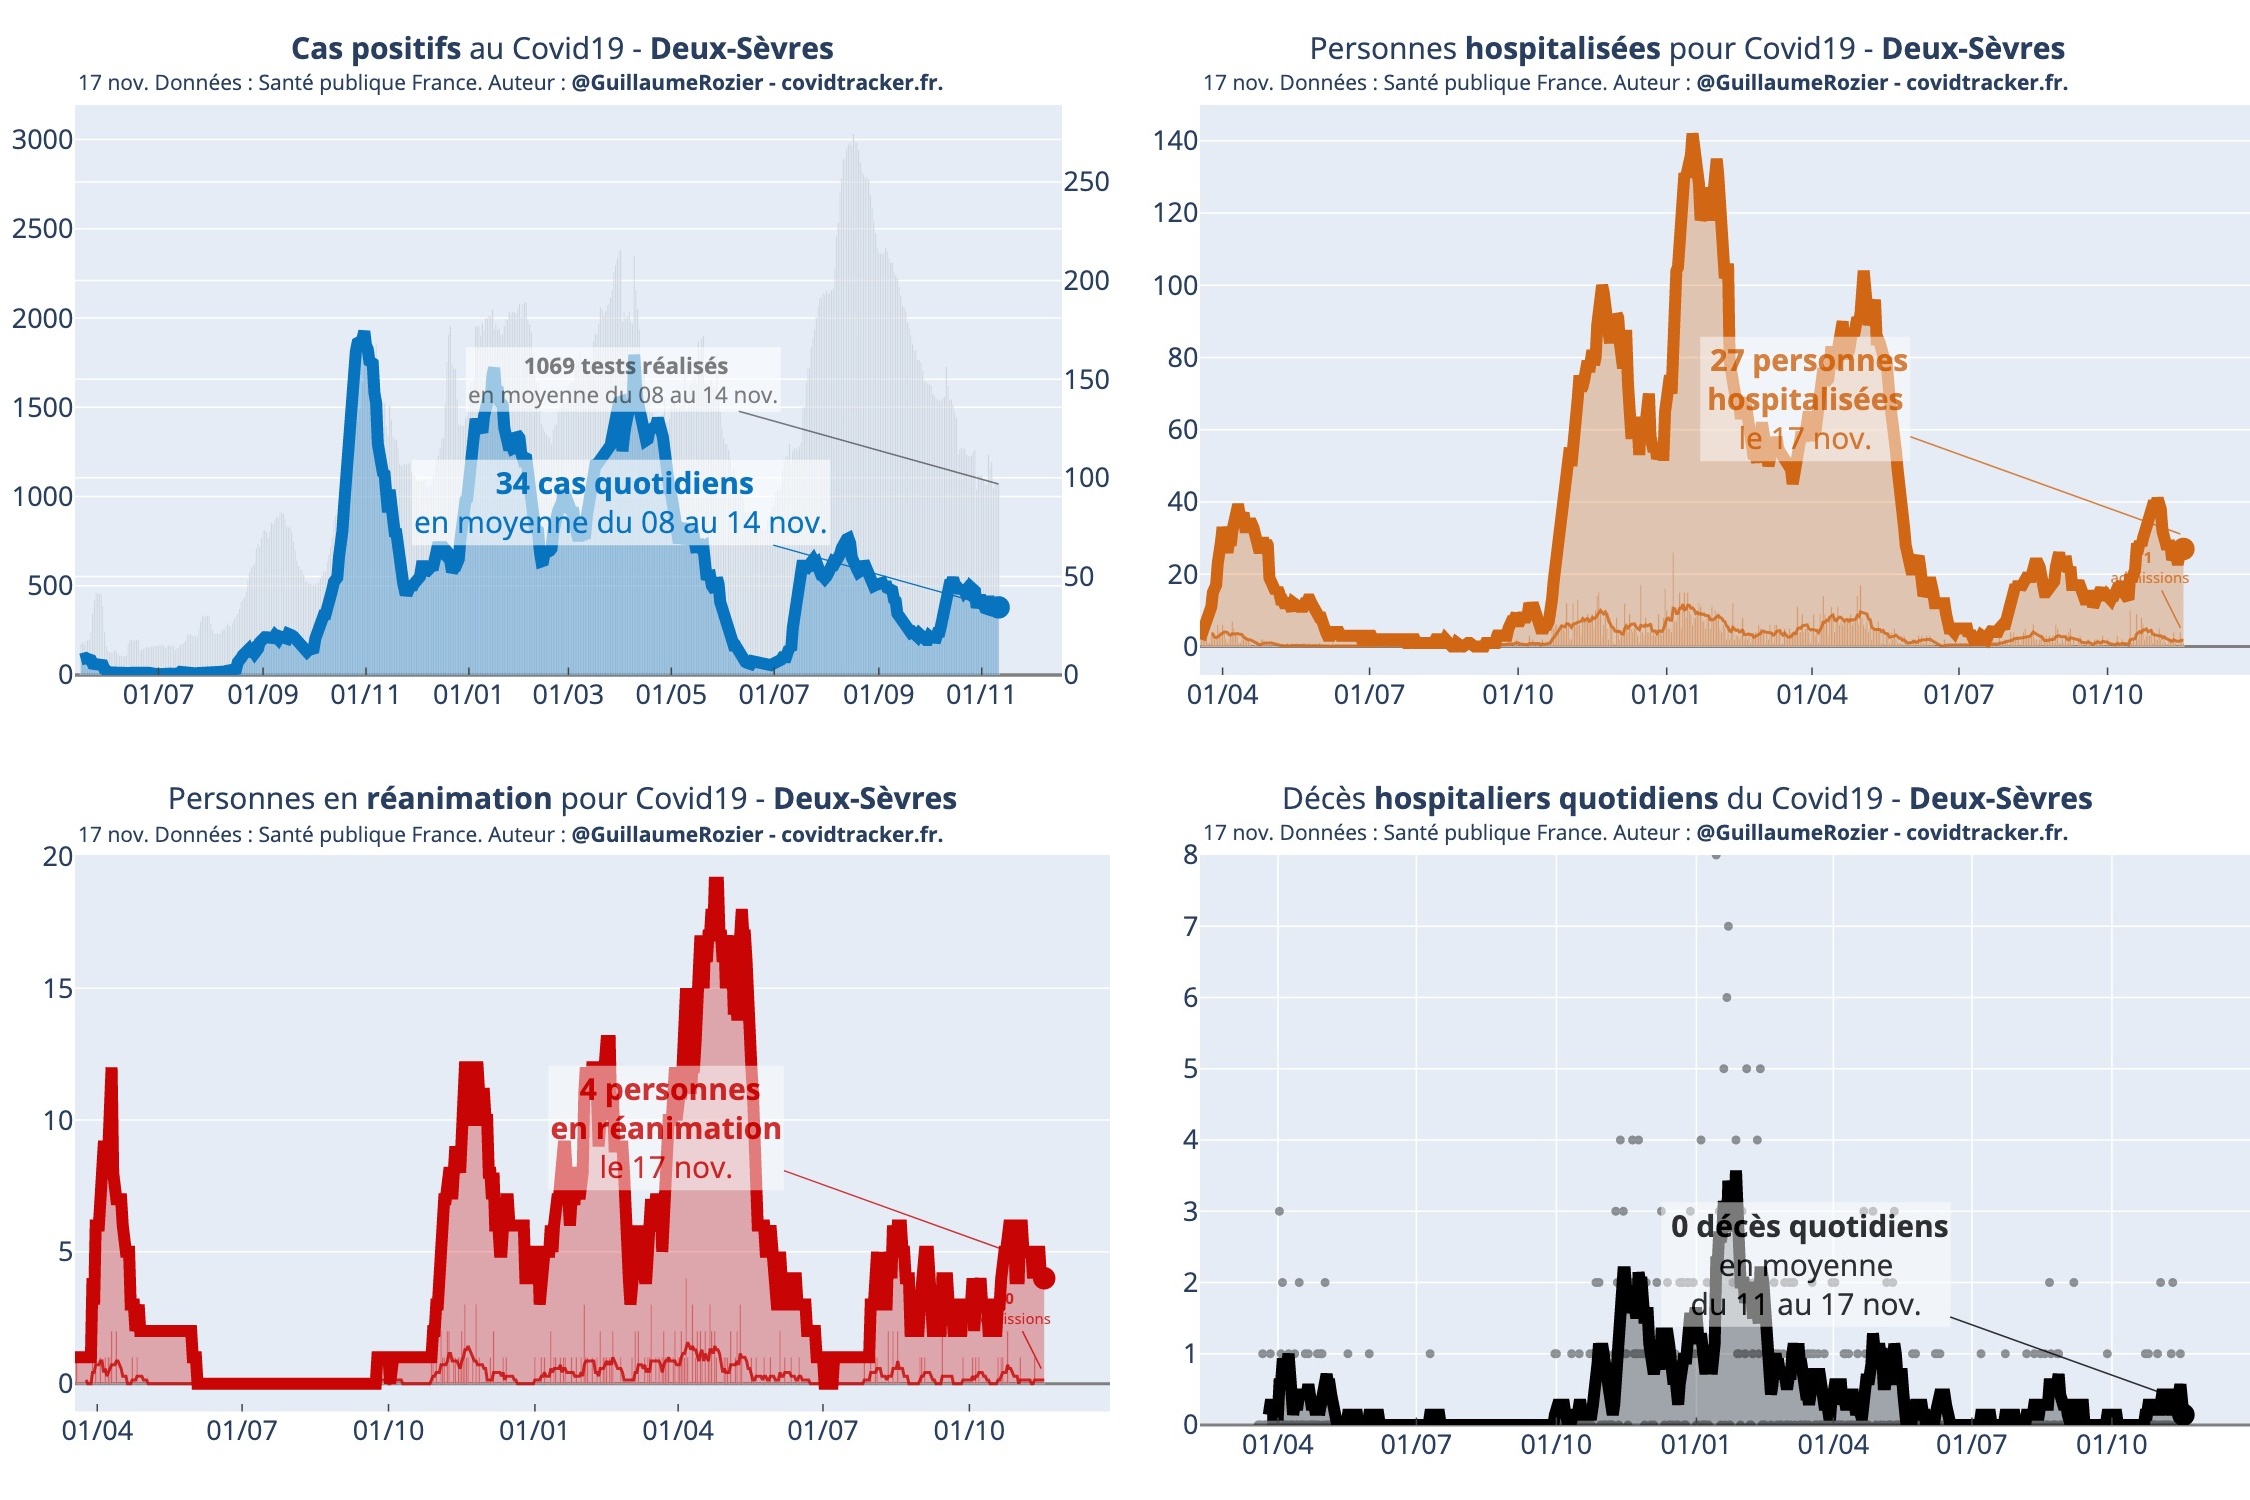 Cas positifs au Covid19 - Deux-Sèvres
17 nov. Données : Santé publique France. Auteur : @GuillaumeRozier - covidtracker.fr.
3000
2500
2000
1500
1000
500
0
250
200
150
100
50
0
1069 tests réalisés
en moyenne du 08 au 14 nov.
34 cas quotidiens
en moyenne du 08 au 14 nov.
01/07 01/09 01/11 01/01 01/03 01/05 01/07 01/09 01/11
Personnes hospitalisées pour Covid19 - Deux-Sèvres
17 nov. Données : Santé publique France. Auteur : @GuillaumeRozier - covidtracker.fr.
140
120
100
80
60
40
20
0
27 personnes
hospitalisées
le 17 nov.
1
admissions
01/04 01/07 01/10 01/01 01/04 01/07 01/10
Personnes en réanimation pour Covid19 - Deux-Sèvres
17 nov. Données : Santé publique France. Auteur : @GuillaumeRozier - covidtracker.fr.
20
15
10
5
0
4 personnes
en réanimation
le 17 nov.
0
01/04 01/07 01/10 01/01 01/04 01/07 01/10
Décès hospitaliers quotidiens du Covid19 - Deux-Sèvres
17 nov. Données : Santé publique France. Auteur : @GuillaumeRozier - covidtracker.fr.
8
7
6
5
4
3
2
1
0
0 décès quotidiens
en moyenne
du 11 au 17 nov.
01/04 01/07 01/10 01/01 01/04 01/07 01/10